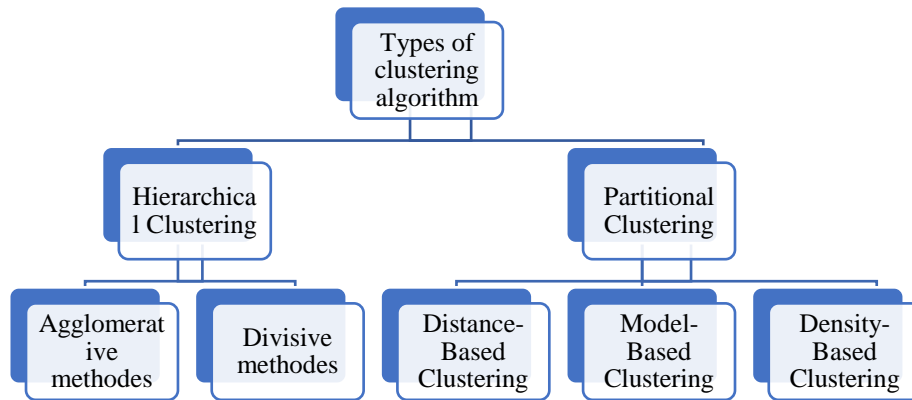 Types of
clustering
algorithm
Hierarchica
l Clustering
Partitional
Clustering
Agglomerat
ive
methodes
Divisive
methodes
Distance-
Based
Clustering
Model-
Based
Clustering
Density-
Based
Clustering